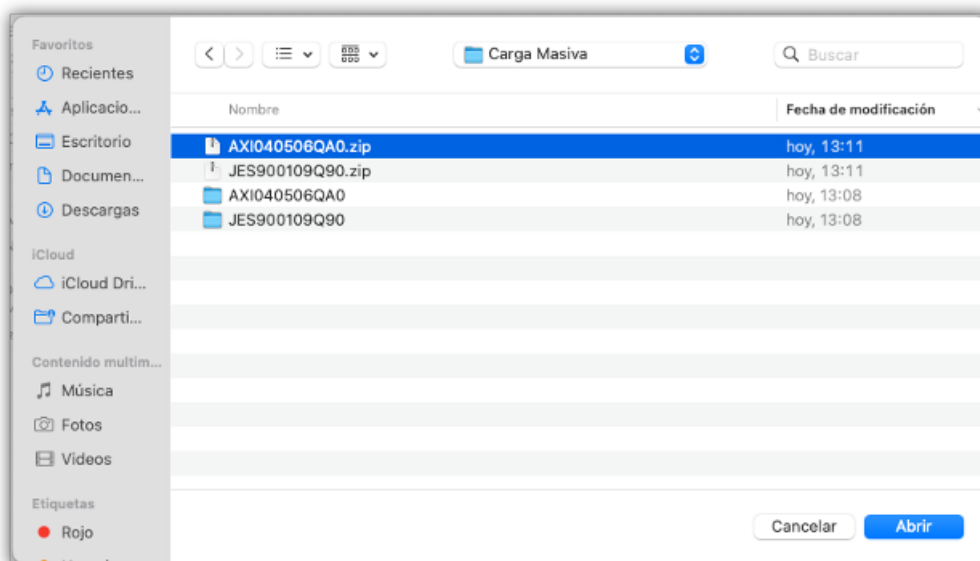 Favoritos
Recientes
Aplicacio...
Escritorio
Documen...
Descargas
iCloud
iCloud Dri...
Comparti...
Contenido multim...
Música
Fotos
Videos
Etiquetas
Rojo
Carga Masiva
Buscar
Nombre Fecha de modificación
AXI040506QA0.zip hoy, 13:11
JES900109Q90.zip hoy, 13:11
AXI040506QA0 hoy, 13:08
JES900109Q90 hoy, 13:08
Cancelar Abrir